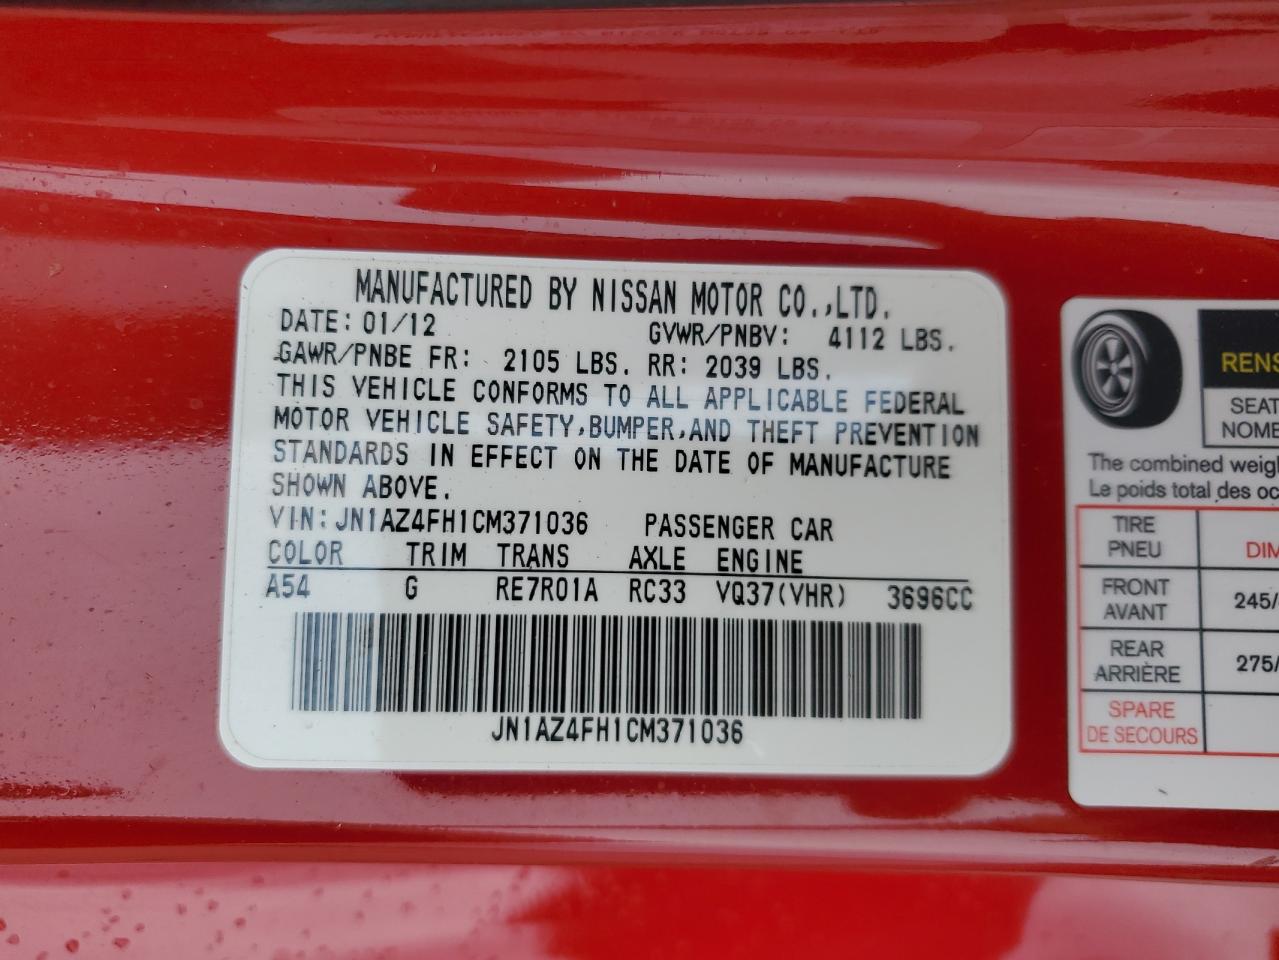 MANUFACTURED BY NISSAN MOTOR CO.,LTD.
DATE: 01/12 GVWR/PNBV: 4112 LBS.
GAWR/PNBE FR: 2105 LBS. RR: 2039 LBS.
THIS VEHICLE CONFORMS TO ALL APPLICABLE FEDERAL
MOTOR VEHICLE SAFETY,BUMPER,AND THEFT PREVENTION
STANDARDS IN EFFECT ON THE DATE OF MANUFACTURE
SHOWN ABOVE.
VIN: JN1AZ4FH1CM371036 PASSENGER CAR
COLOR TRIM TRANS AXLE ENGINE
A54 G RE7R01A RC33 VQ37(VHR) 3696CC
JN1AZ4FH1CM371036
RENS
SEAT
NOMB
The combined weigh
Le poids total des oc
TIRE
PNEU DIM
FRONT
AVANT 245/
REAR
ARRIÈRE 275/
SPARE
DE SECOURS